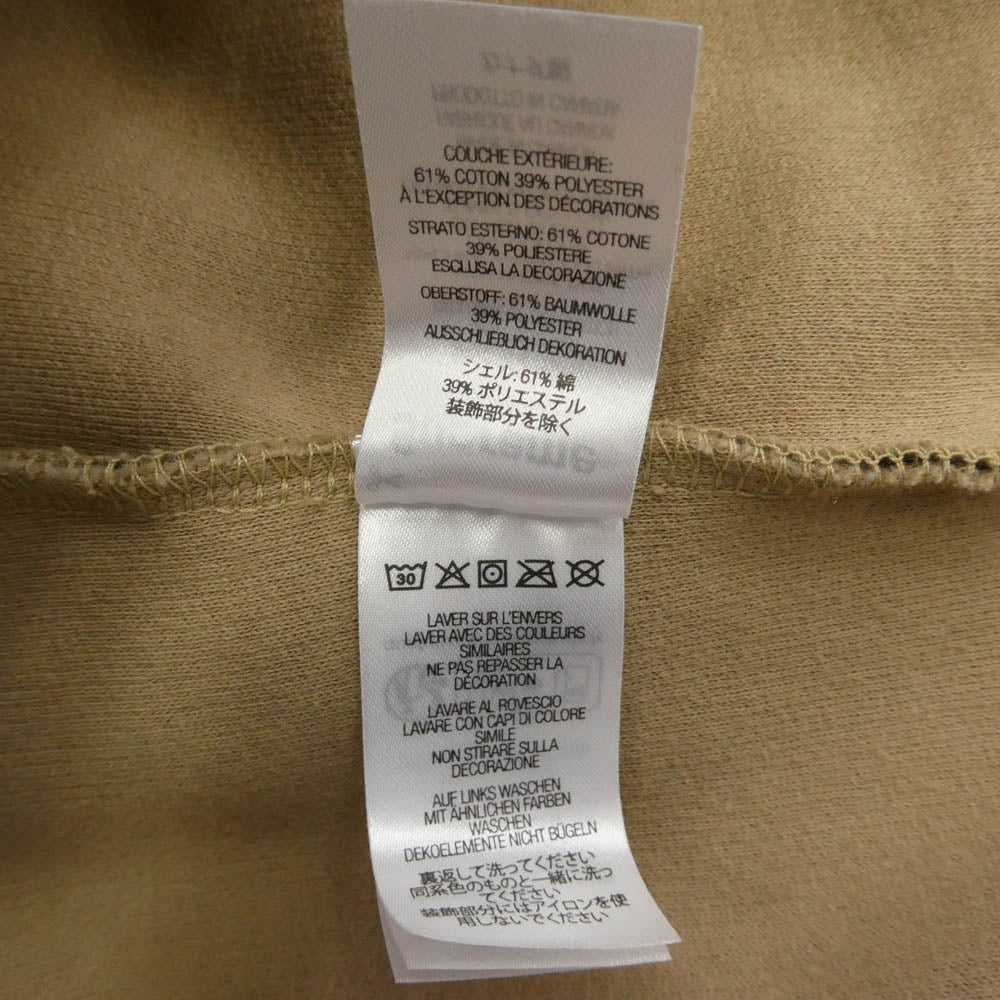 COUCHE EXTÉRIEURE:
61% COTON 39% POLYESTER
À L'EXCEPTION DES DÉCORATIONS
STRATO ESTERNO: 61% COTONE
39% POLIESTERE
ESCLUSA LA DECORAZIONE
OBERSTOFF: 61% BAUMWOLLE
39% POLYESTER
AUSSCHLIEBLICH DEKORATION
シェル: 61% 綿
39% ポリエステル
装飾部分を除く
30
LAVER SUR L'ENVERS
LAVER AVEC DES COULEURS
SIMILAIRES
NE PAS REPASSER LA
DÉCORATION
LAVARE AL ROVESCIO
LAVARE CON CAPI DI COLORE
SIMILE
NON STIRARE SULLA
DECORAZIONE
AUF LINKS WASCHEN
MIT ÄHNLICHEN FARBEN
WASCHEN
DEKOELEMENTE NICHT BÜGELN
裏返して洗ってください
同系色のものと一緒に洗っ
てください
装飾部分にはアイロンを使
用しないでください